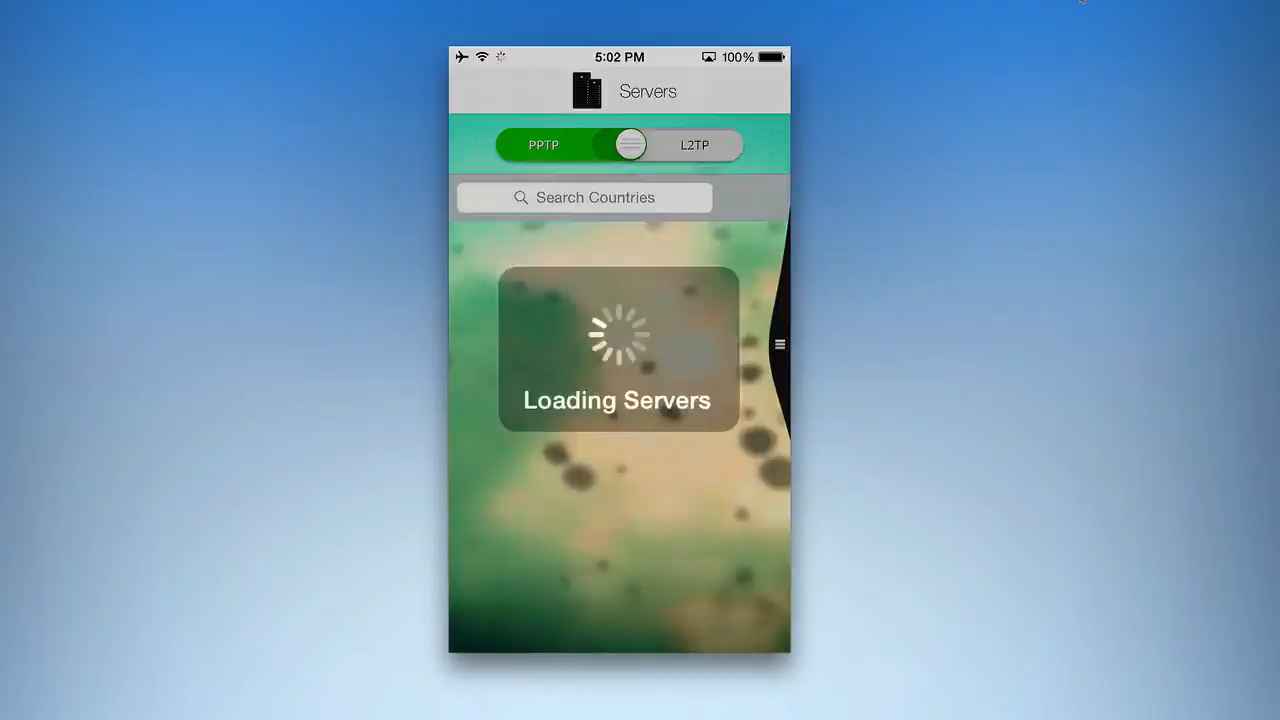 5:02 PM 100%
Servers
PPTP L2TP
Search Countries
Loading Servers